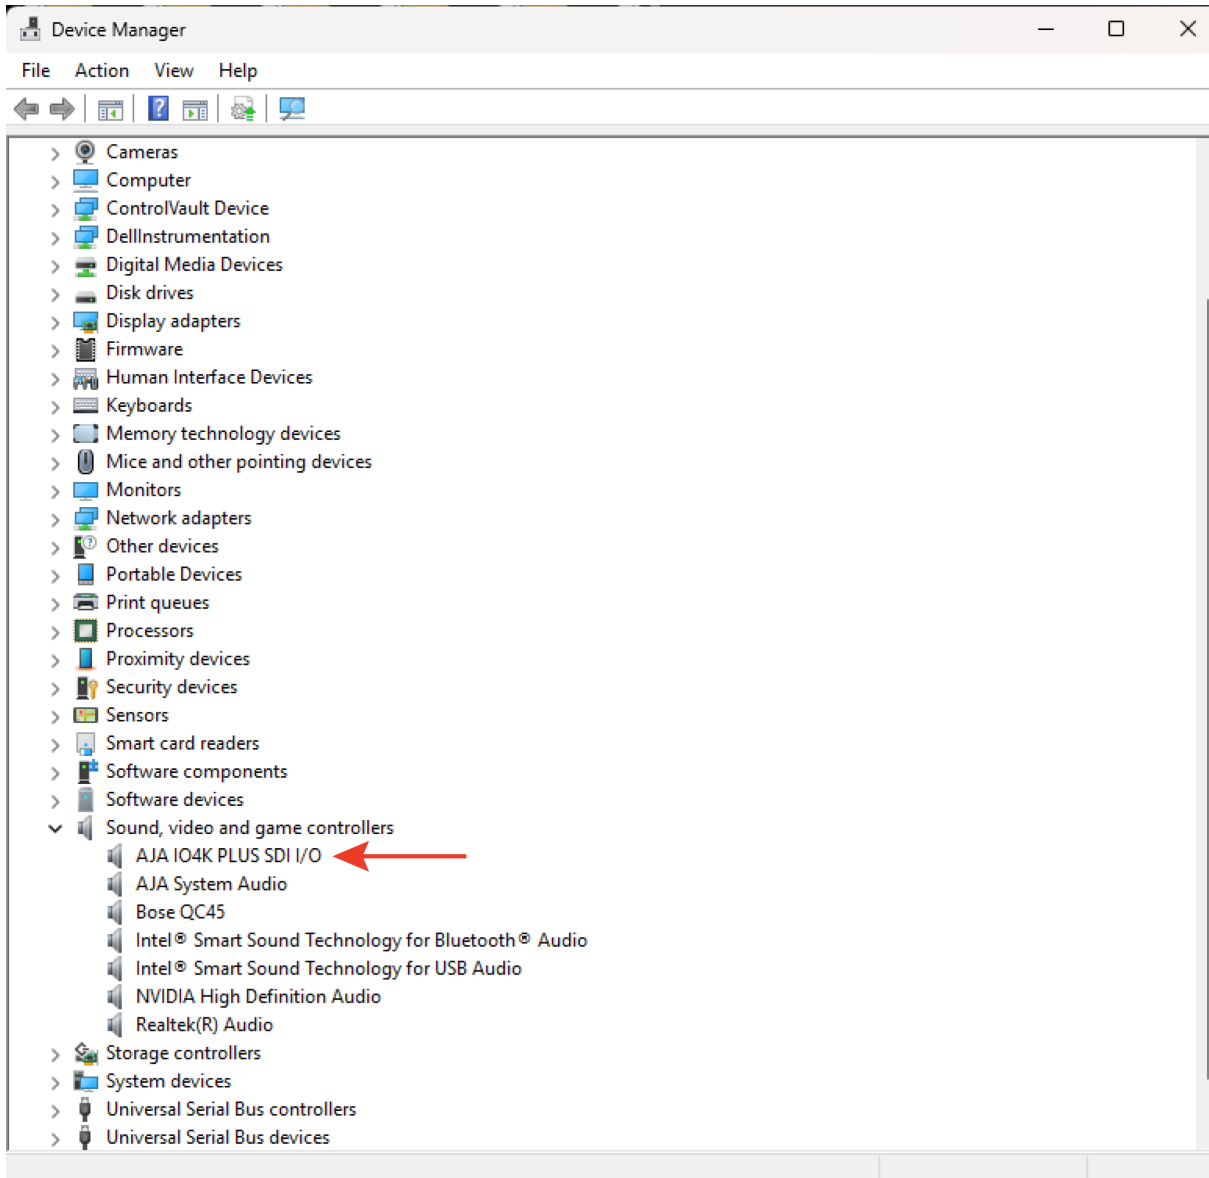 Device Manager
File Action View Help
Cameras
Computer
ControlVault Device
DellInstrumentation
Digital Media Devices
Disk drives
Display adapters
Firmware
Human Interface Devices
Keyboards
Memory technology devices
Mice and other pointing devices
Monitors
Network adapters
Other devices
Portable Devices
Print queues
Processors
Proximity devices
Security devices
Sensors
Smart card readers
Software components
Software devices
Sound, video and game controllers
AJA IO4K PLUS SDI I/O
AJA System Audio
Bose QC45
Intel® Smart Sound Technology for Bluetooth® Audio
Intel® Smart Sound Technology for USB Audio
NVIDIA High Definition Audio
Realtek(R) Audio
Storage controllers
System devices
Universal Serial Bus controllers
Universal Serial Bus devices